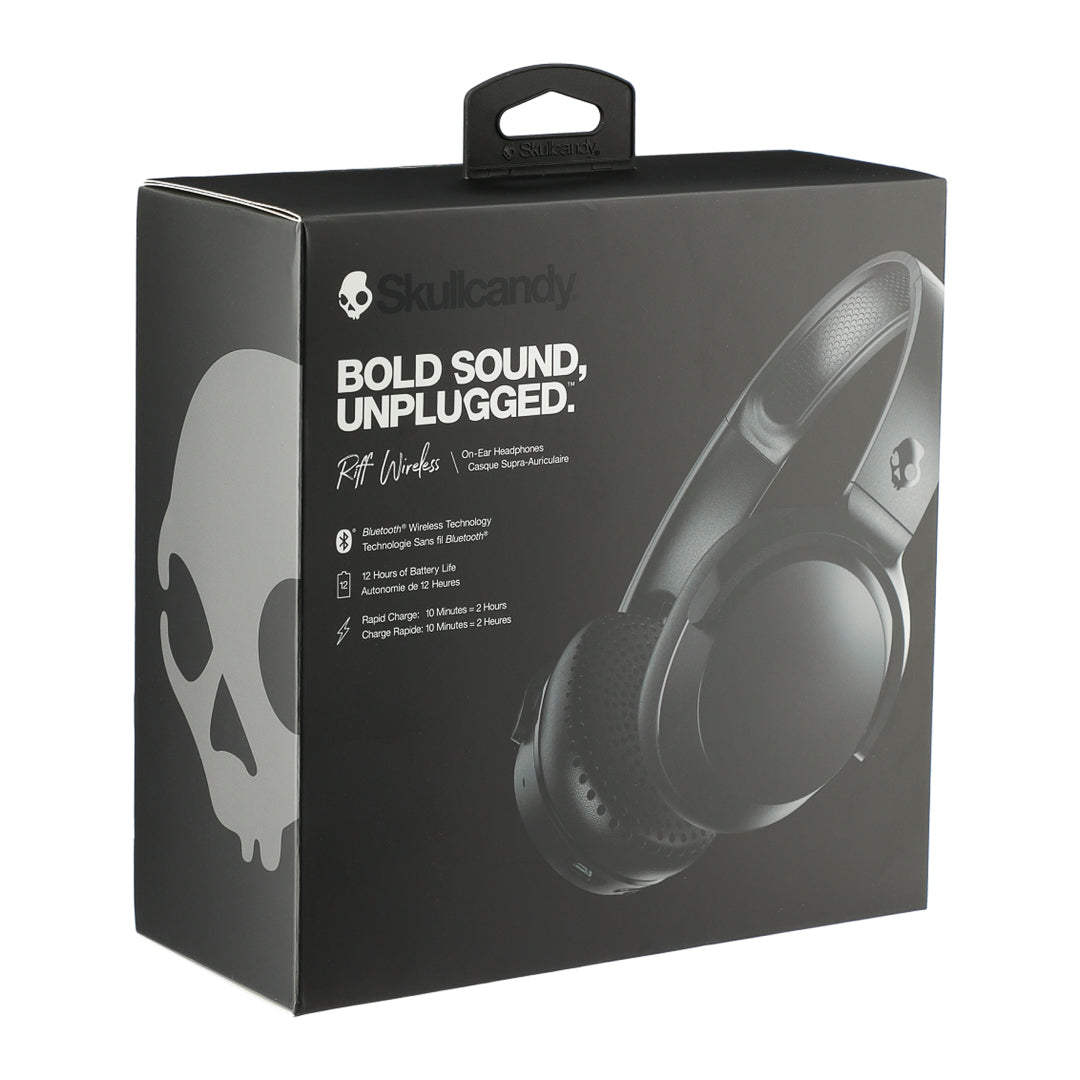 Skullcandy®
Skullcandy
BOLD SOUND,
UNPLUGGED.™
Riff Wireless \ On-Ear Headphones
Casque Supra-Auriculaire
Bluetooth® Wireless Technology
Technologie Sans fil Bluetooth®
12 Hours of Battery Life
12
Autonomie de 12 Heures
Rapid Charge: 10 Minutes = 2 Hours
Charge Rapide: 10 Minutes = 2 Heures